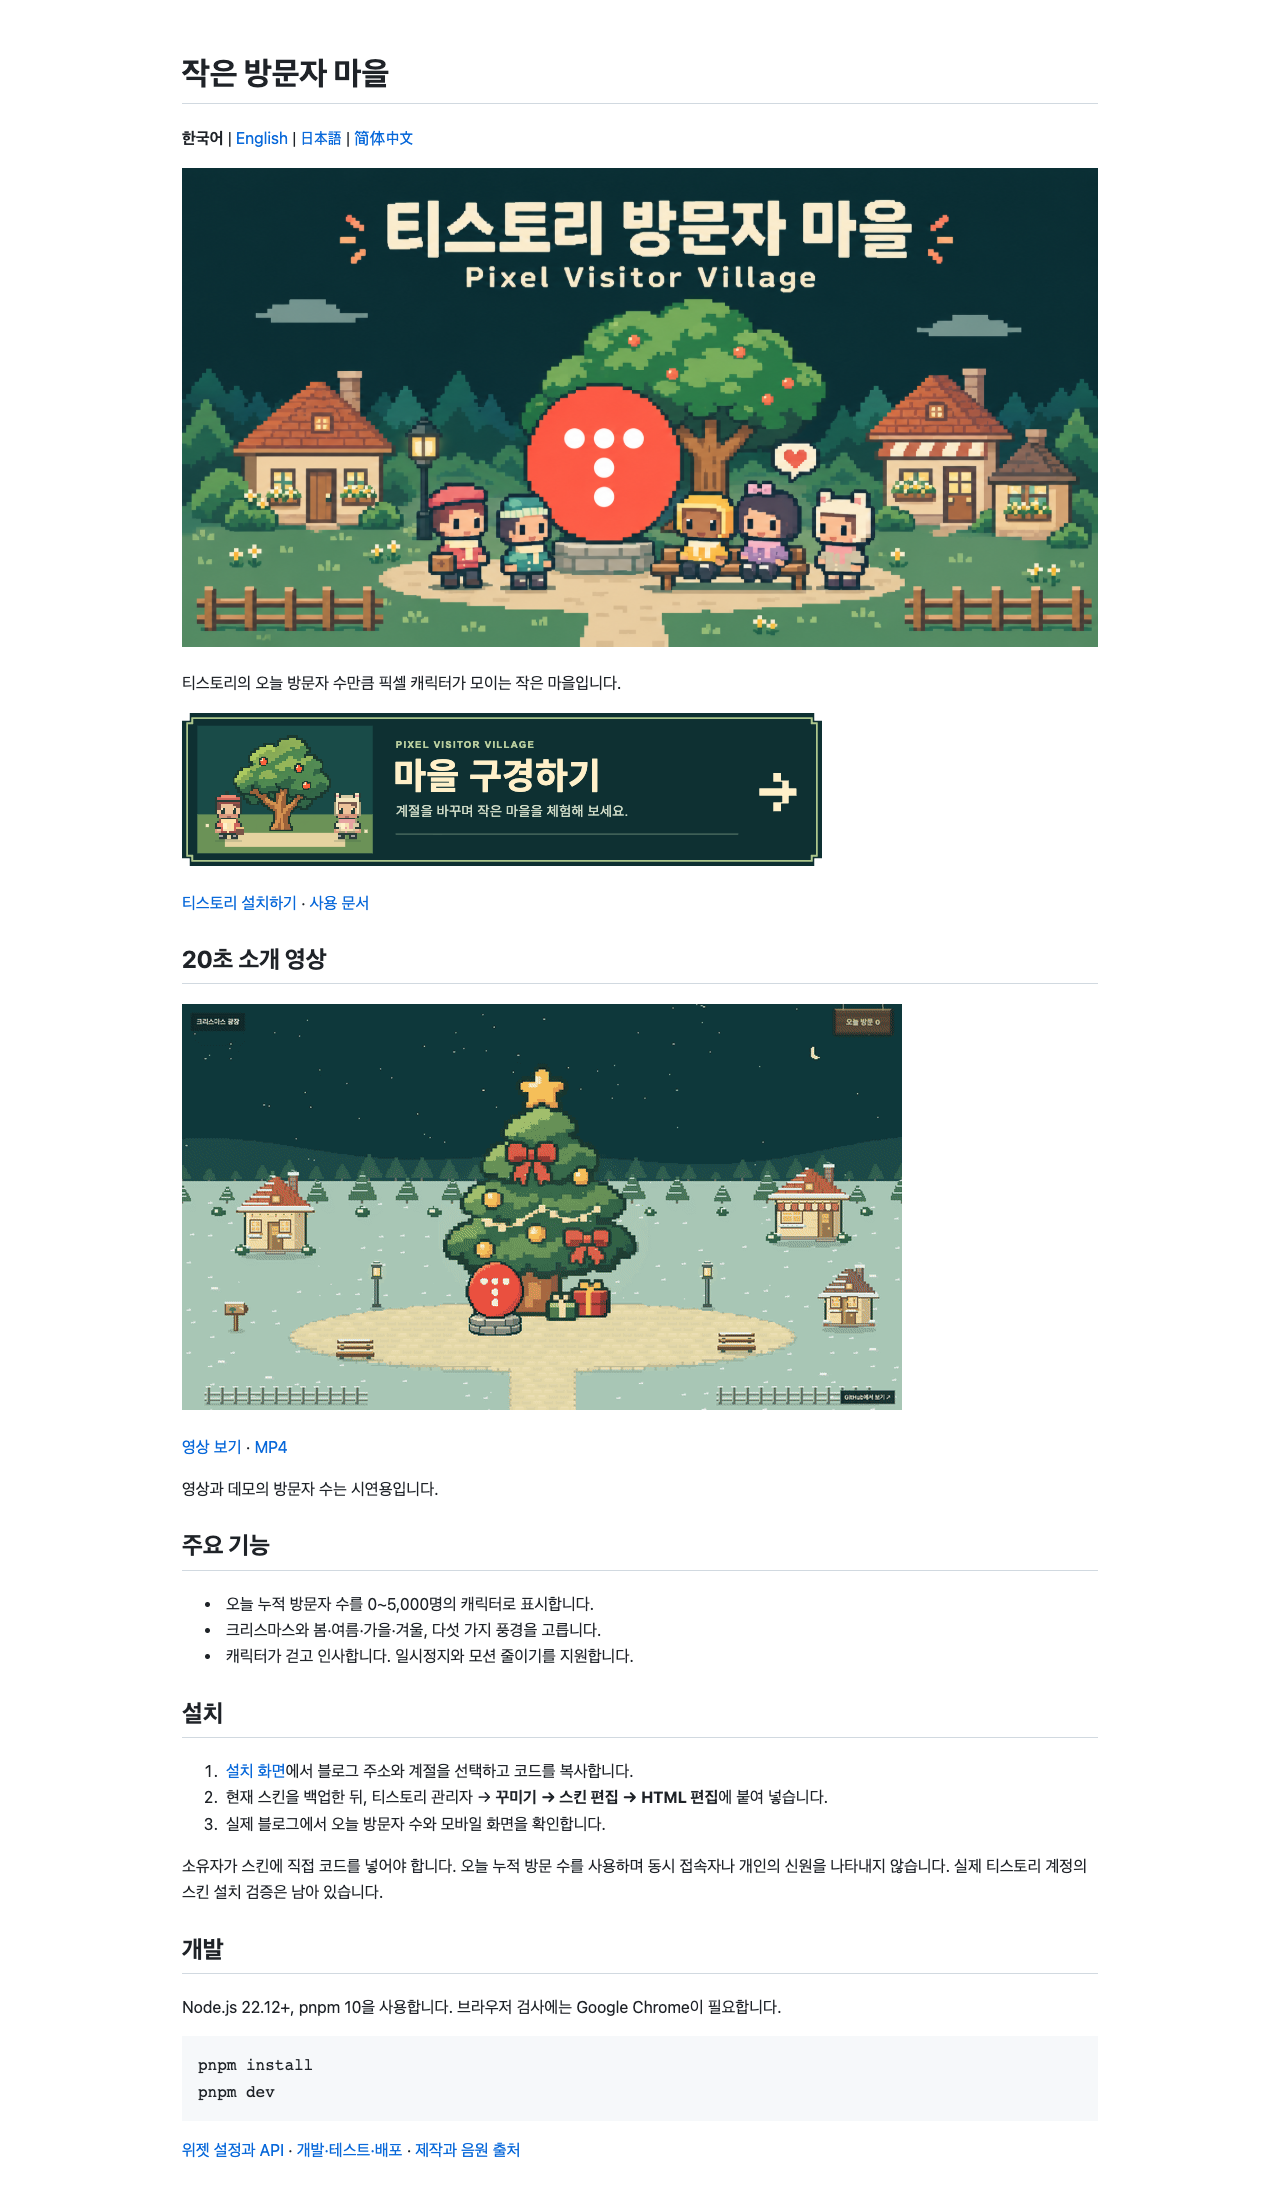 작은 방문자 마을
한국어 | English | 日本語 | 简体中文
티스토리 방문자 마을
Pixel Visitor Village
티스토리의 오늘 방문자 수만큼 픽셀 캐릭터가 모이는 작은 마을입니다.
PIXEL VISITOR VILLAGE
마을 구경하기
계절을 바꾸며 작은 마을을 체험해 보세요.
티스토리 설치하기 · 사용 문서
20초 소개 영상
크리스마스 광장
오늘 방문 0
GitHub에서 보기 ↗
영상 보기 · MP4
영상과 데모의 방문자 수는 시연용입니다.
주요 기능
• 오늘 누적 방문자 수를 0~5,000명의 캐릭터로 표시합니다.
• 크리스마스와 봄·여름·가을·겨울, 다섯 가지 풍경을 고릅니다.
• 캐릭터가 걷고 인사합니다. 일시정지와 모션 줄이기를 지원합니다.
설치
1. 설치 화면에서 블로그 주소와 계절을 선택하고 코드를 복사합니다.
2. 현재 스킨을 백업한 뒤, 티스토리 관리자 → 꾸미기 → 스킨 편집 → HTML 편집에 붙여 넣습니다.
3. 실제 블로그에서 오늘 방문자 수와 모바일 화면을 확인합니다.
소유자가 스킨에 직접 코드를 넣어야 합니다. 오늘 누적 방문 수를 사용하며 동시 접속자나 개인의 신원을 나타내지 않습니다. 실제 티스토리 계정의
스킨 설치 검증은 남아 있습니다.
개발
Node.js 22.12+, pnpm 10을 사용합니다. 브라우저 검사에는 Google Chrome이 필요합니다.
pnpm install
pnpm dev
위젯 설정과 API · 개발·테스트·배포 · 제작과 음원 출처